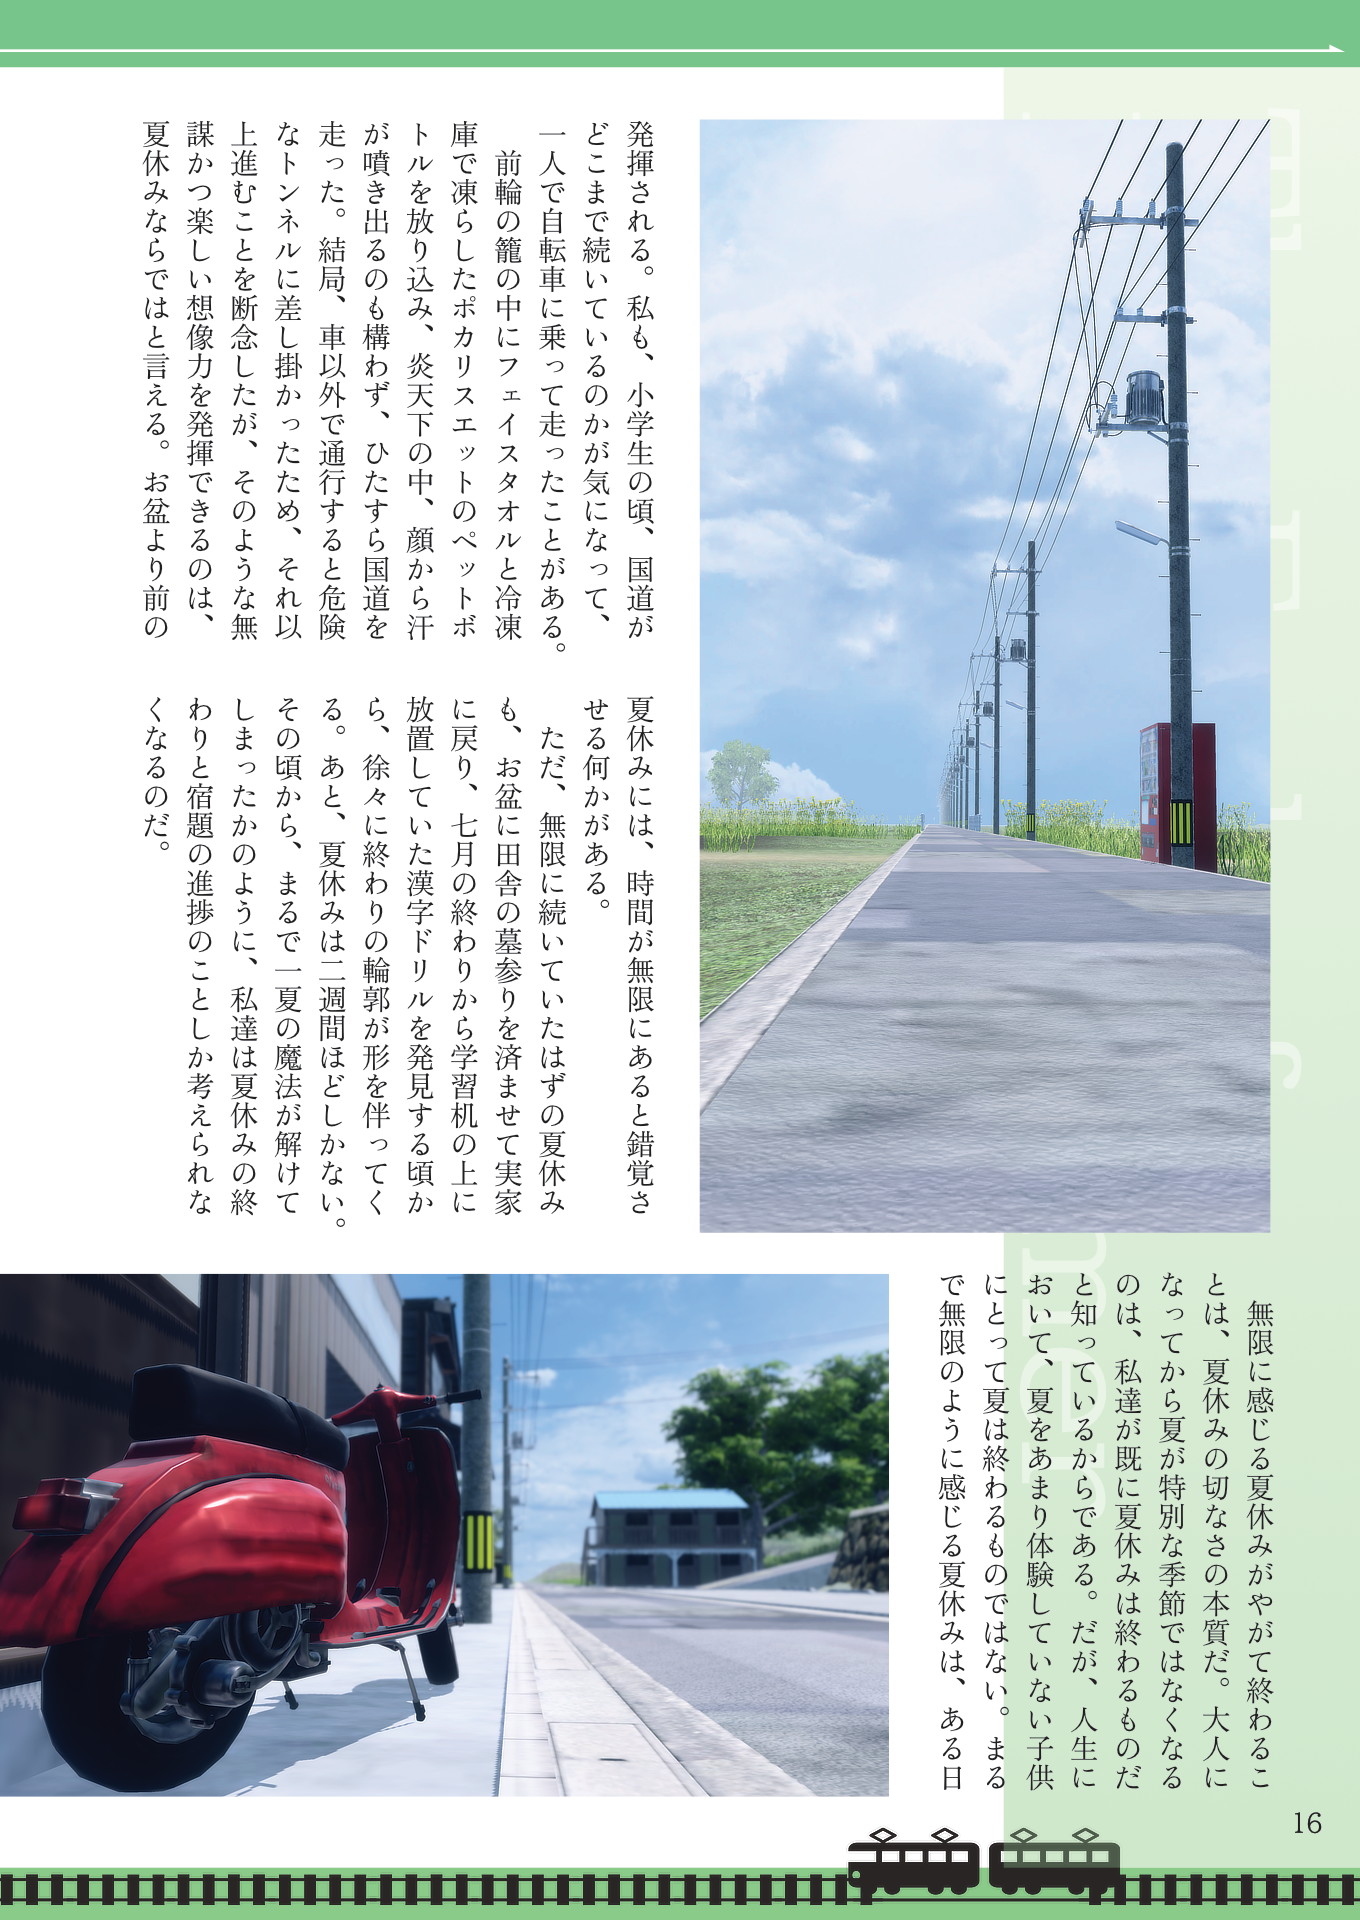 発揮される。私も、小学生の頃、国道が
どこまで続いているのかが気になって、
一人で自転車に乗って走ったことがある。
前輪の籠の中にフェイスタオルと冷凍
庫で凍らしたポカリスエットのペットボ
トルを放り込み、炎天下の中、顔から汗
が噴き出るのも構わず、ひたすら国道を
走った。結局、車以外で通行すると危険
なトンネルに差し掛かったため、それ以
上進むことを断念したが、そのような無
謀かつ楽しい想像力を発揮できるのは、
夏休みならではと言える。お盆より前の
夏休みには、時間が無限にあると錯覚さ
せる何かがある。
ただ、無限に続いていたはずの夏休み
も、お盆に田舎の墓参りを済ませて実家
に戻り、七月の終わりから学習机の上に
放置していた漢字ドリルを発見する頃か
ら、徐々に終わりの輪郭が形を伴ってく
る。あと、夏休みは二週間ほどしかない。
その頃から、まるで一夏の魔法が解けて
しまったかのように、私達は夏休みの終
わりと宿題の進捗のことしか考えられな
くなるのだ。
無限に感じる夏休みがやがて終わるこ
とは、夏休みの切なさの本質だ。大人に
なってから夏が特別な季節ではなくなる
のは、私達が既に夏休みは終わるものだ
と知っているからである。だが、人生に
おいて、夏をあまり体験していない子供
にとって夏は終わるものではない。まる
で無限のように感じる夏休みは、ある日
16